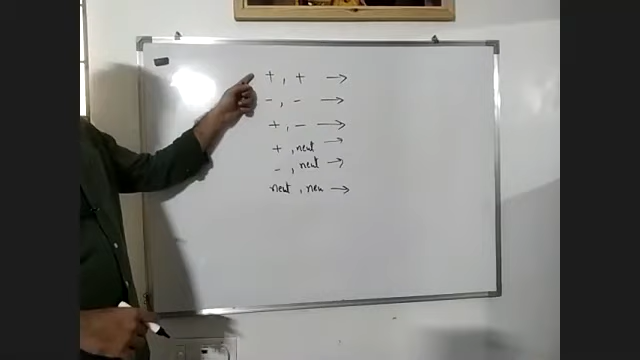 + , + →
- , - →
+ , - →
+ , neut →
- , neut →
neut , neu →